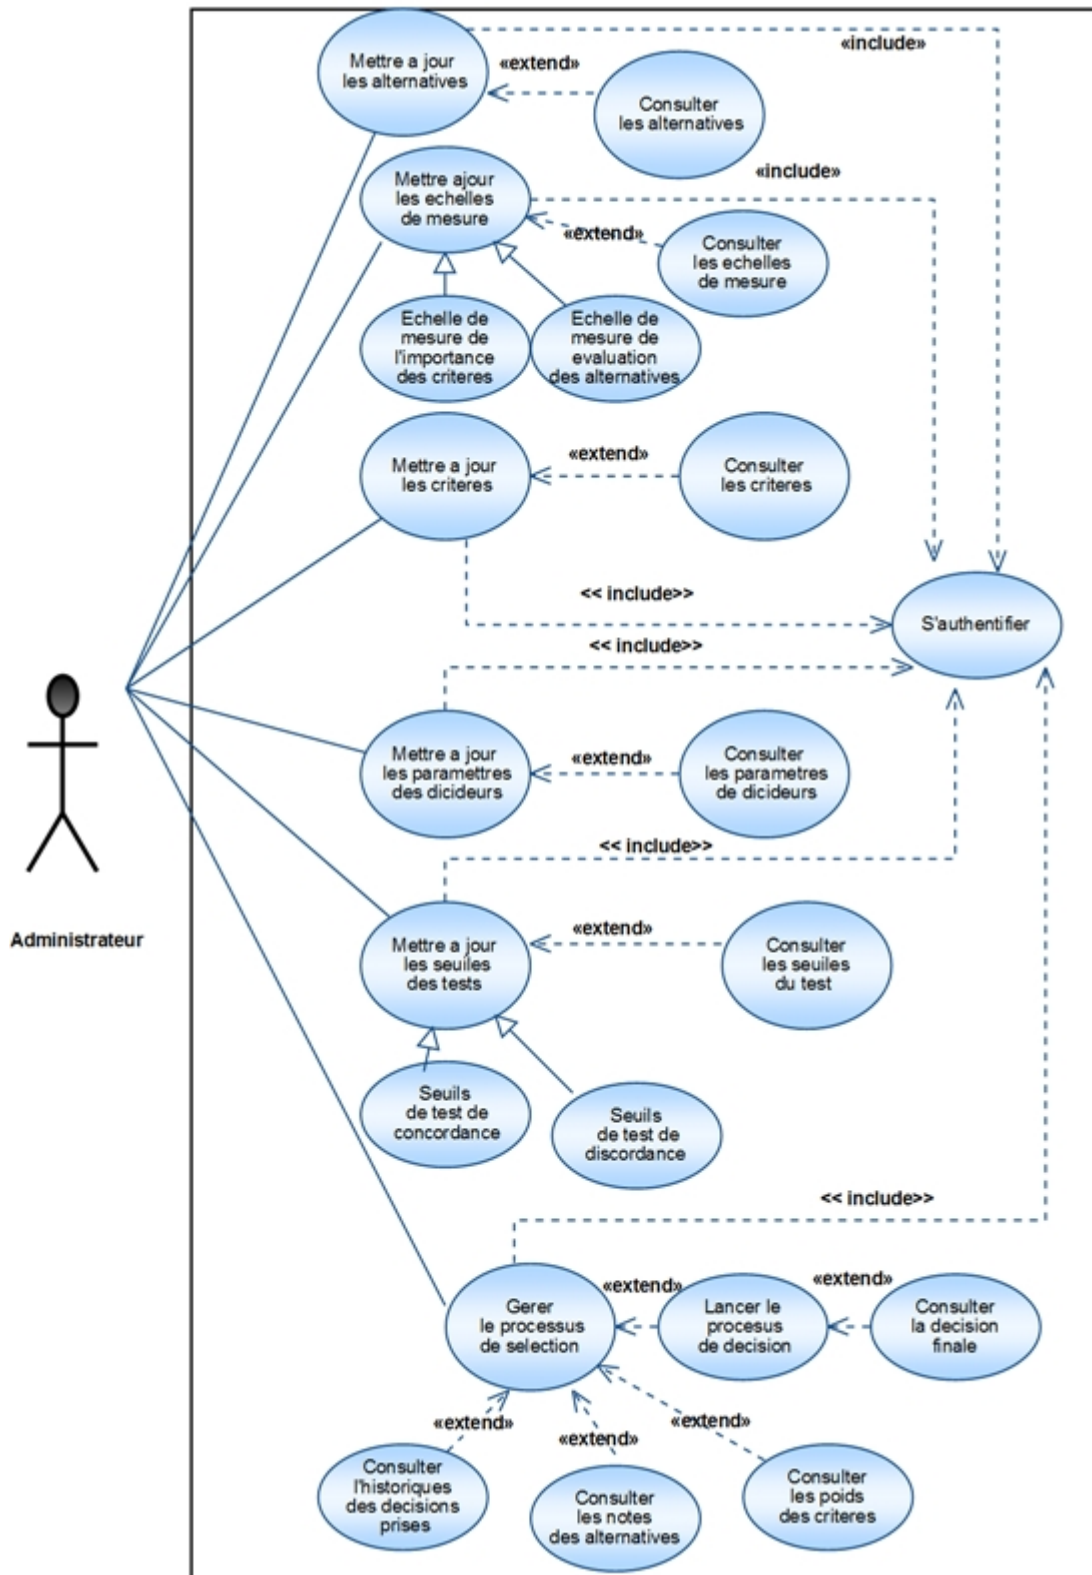 Mettre a jour
les alternatives
«include»
«extend»
Consulter
les alternatives
Mettre ajour
les echelles
de mesure
«include»
«extend»
Consulter
les echelles
de mesure
Echelle de
mesure de
l'importance
des criteres
Echelle de
mesure de
evaluation
des alternatives
Mettre a jour
les criteres
«extend»
Consulter
les criteres
<< include>>
S'authentifier
<< include>>
Mettre a jour
les paramettres
des dicideurs
«extend»
Consulter
les parametres
de dicideurs
<< include>>
Administrateur
Mettre a jour
les seuiles
des tests
«extend»
Consulter
les seuiles
du test
Seuils
de test de
concordance
Seuils
de test de
discordance
<< include>>
Gerer
le processus
de selection
«extend»
Lancer le
procesus
de decision
«extend»
Consulter
la decision
finale
«extend»
«extend»
«extend»
Consulter
l'historiques
des decisions
prises
Consulter
les notes
des alternatives
Consulter
les poids
des criteres